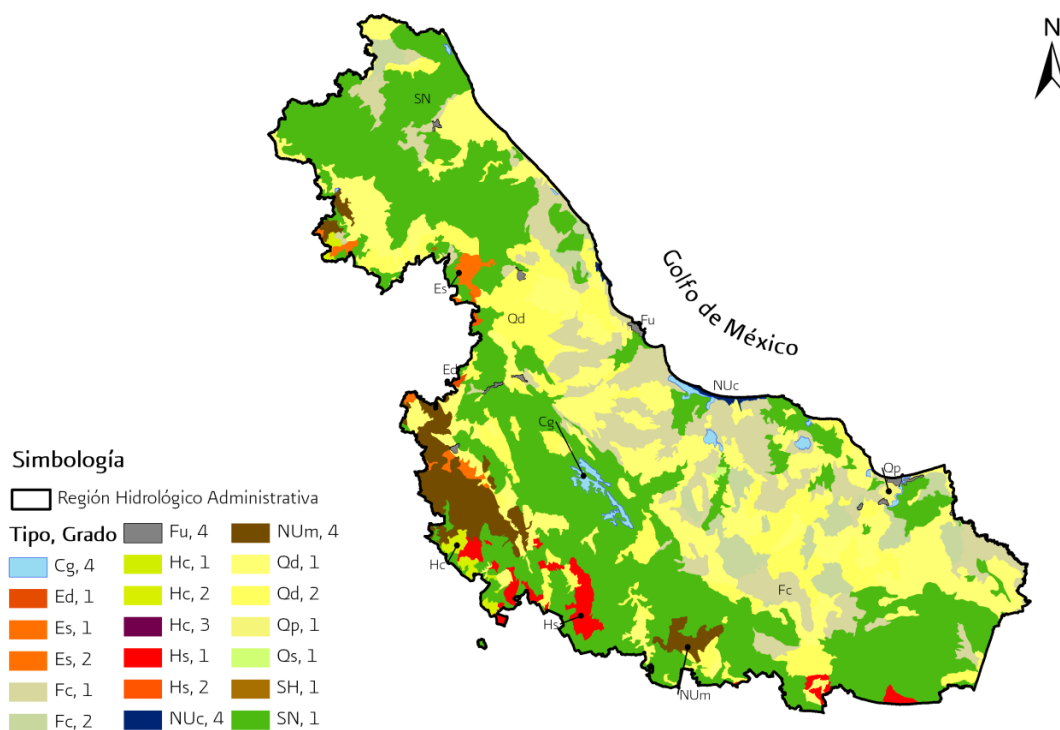 N
SN
Golfo de México
Es
Qd
Fu
Ed
NUc
Cg
Qp
Hc
Fc
Hs
NUm
Simbología
Región Hidrológico Administrativa
Tipo, Grado
Cg, 4
Ed, 1
Es, 1
Es, 2
Fc, 1
Fc, 2
Fu, 4
Hc, 1
Hc, 2
Hc, 3
Hs, 1
Hs, 2
NUc, 4
NUm, 4
Qd, 1
Qd, 2
Qp, 1
Qs, 1
SH, 1
SN, 1